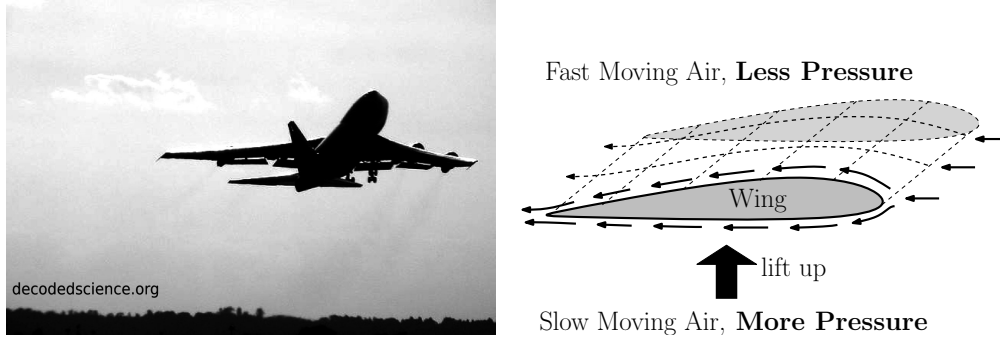 decodedscience.org
Fast Moving Air, Less Pressure
Wing
lift up
Slow Moving Air, More Pressure